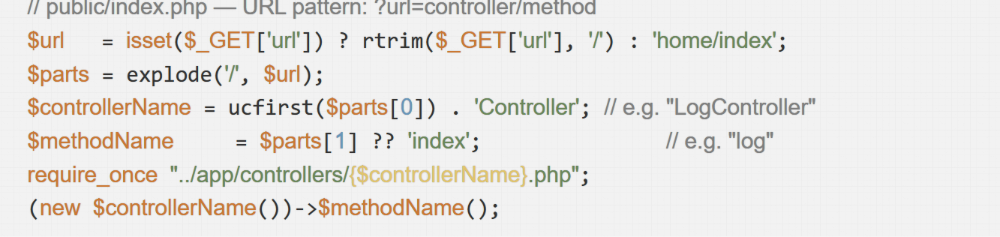 // public/index.php — URL pattern: ?url=controller/method
$url   = isset($_GET['url']) ? rtrim($_GET['url'], '/') : 'home/index';
$parts = explode('/', $url);
$controllerName = ucfirst($parts[0]) . 'Controller'; // e.g. "LogController"
$methodName     = $parts[1] ?? 'index';               // e.g. "log"
require_once "../app/controllers/{$controllerName}.php";
(new $controllerName())->$methodName();